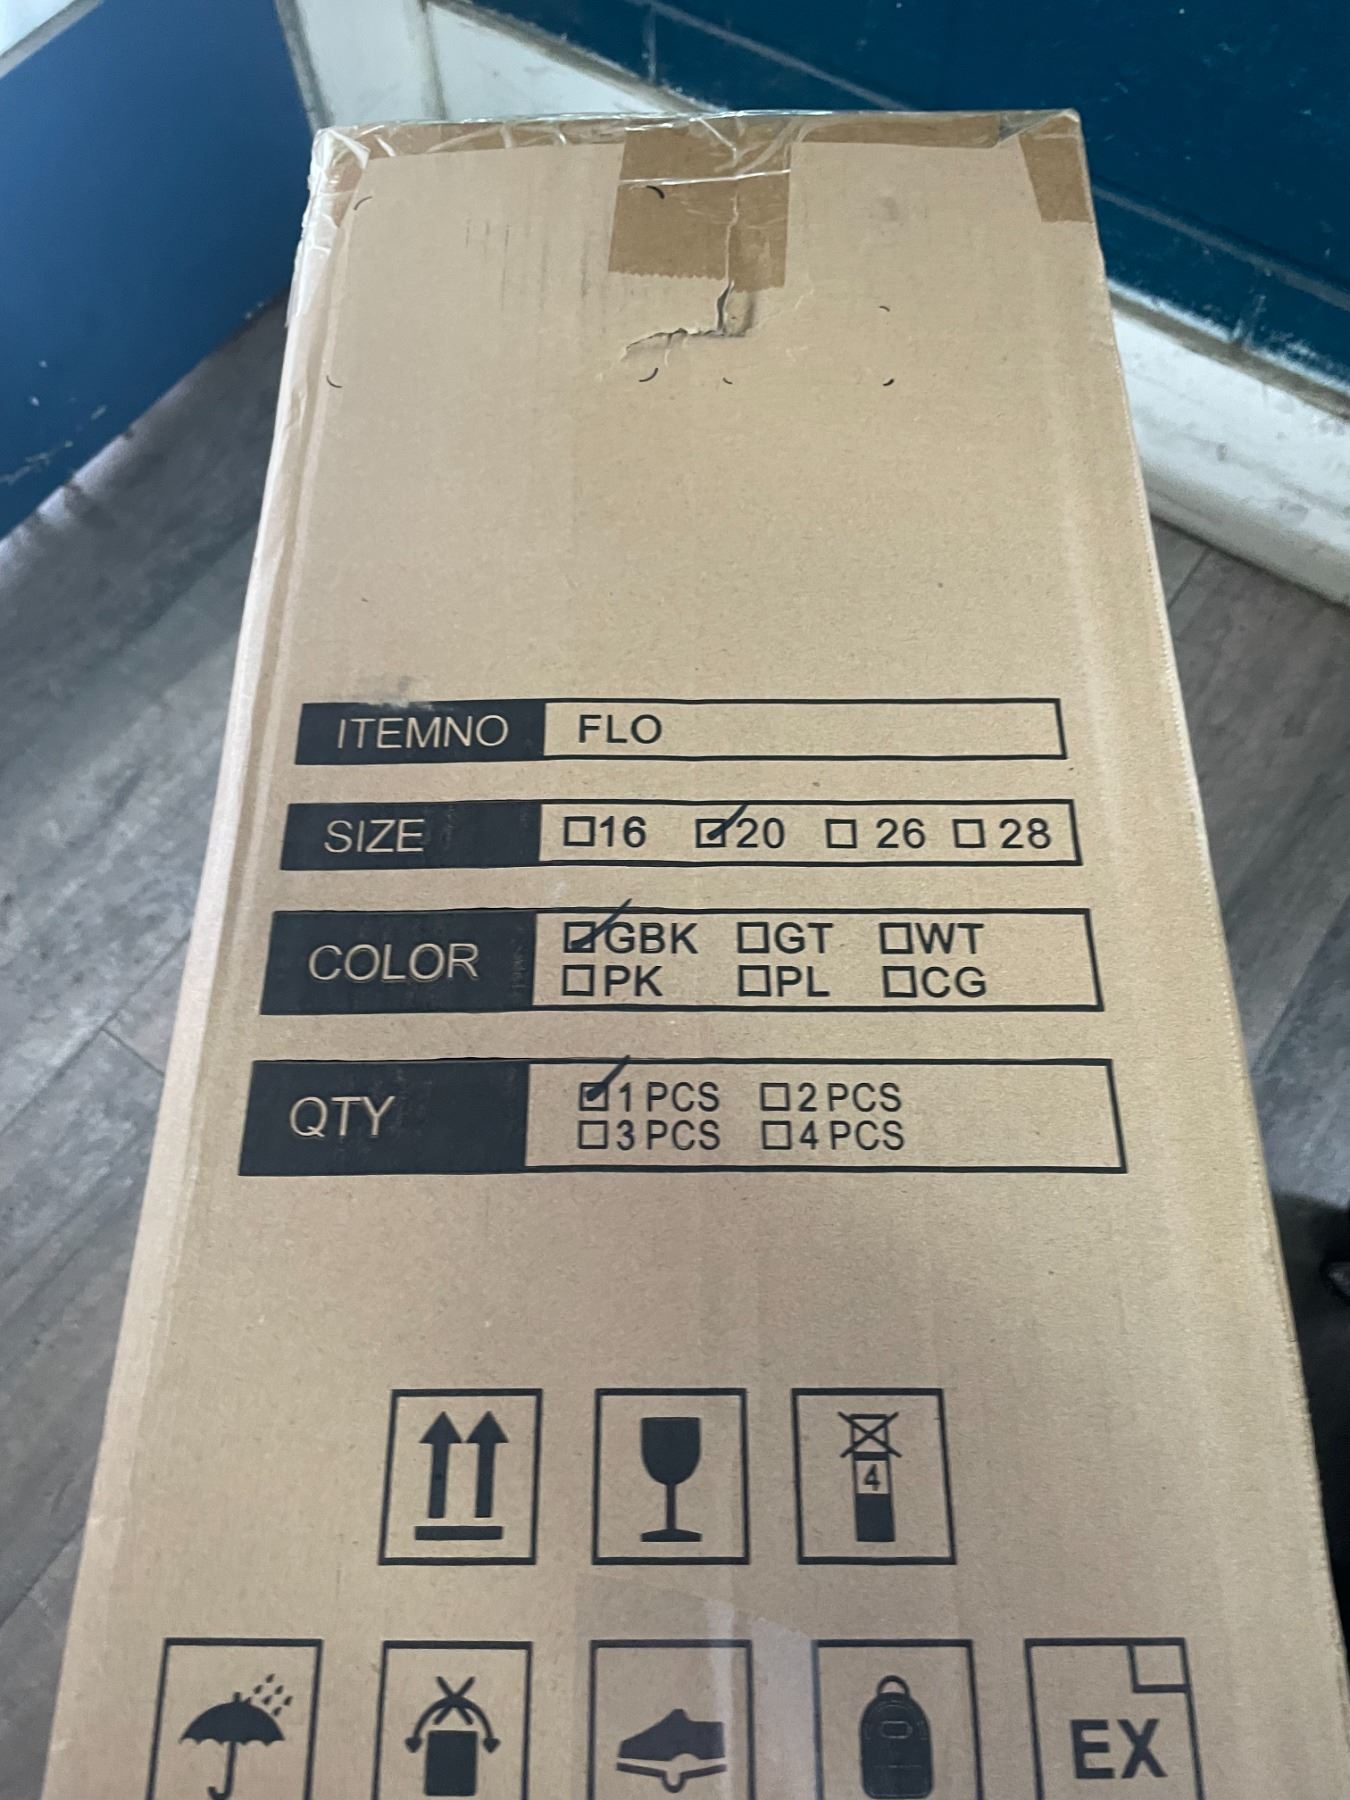 ITEMNO FLO
SIZE ☐16 ☑20 ☐ 26 ☐ 28
COLOR ☑GBK ☐GT ☐WT
☐PK ☐PL ☐CG
QTY ☑1 PCS ☐2 PCS
☐3 PCS ☐4 PCS
4
EX